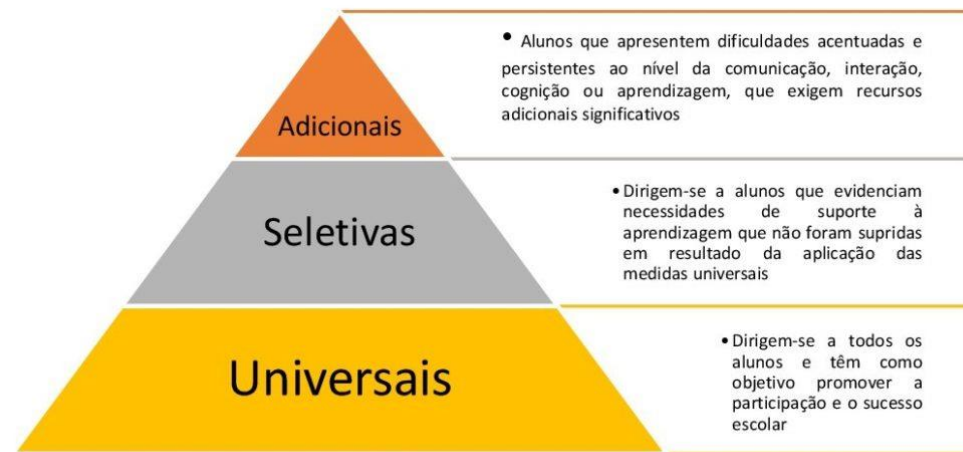 • Alunos que apresentem dificuldades acentuadas e
persistentes ao nível da comunicação, interação,
cognição ou aprendizagem, que exigem recursos
adicionais significativos
Adicionais
• Dirigem-se a alunos que evidenciam
necessidades de suporte à
aprendizagem que não foram supridas
em resultado da aplicação das
medidas universais
Seletivas
• Dirigem-se a todos os
alunos e têm como
objetivo promover a
participação e o sucesso
escolar
Universais